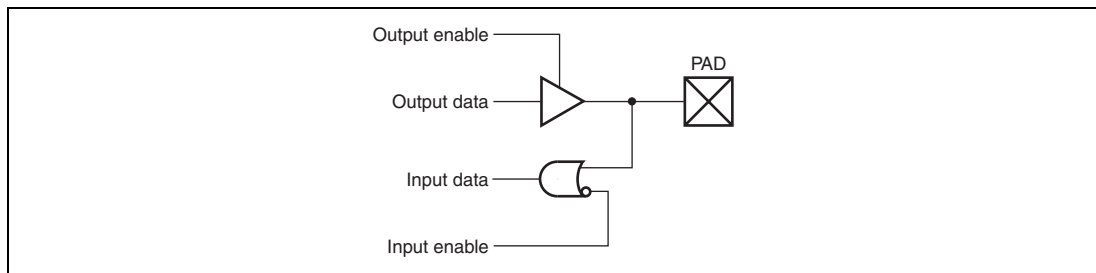 Output enable
PAD
Output data
Input data
Input enable